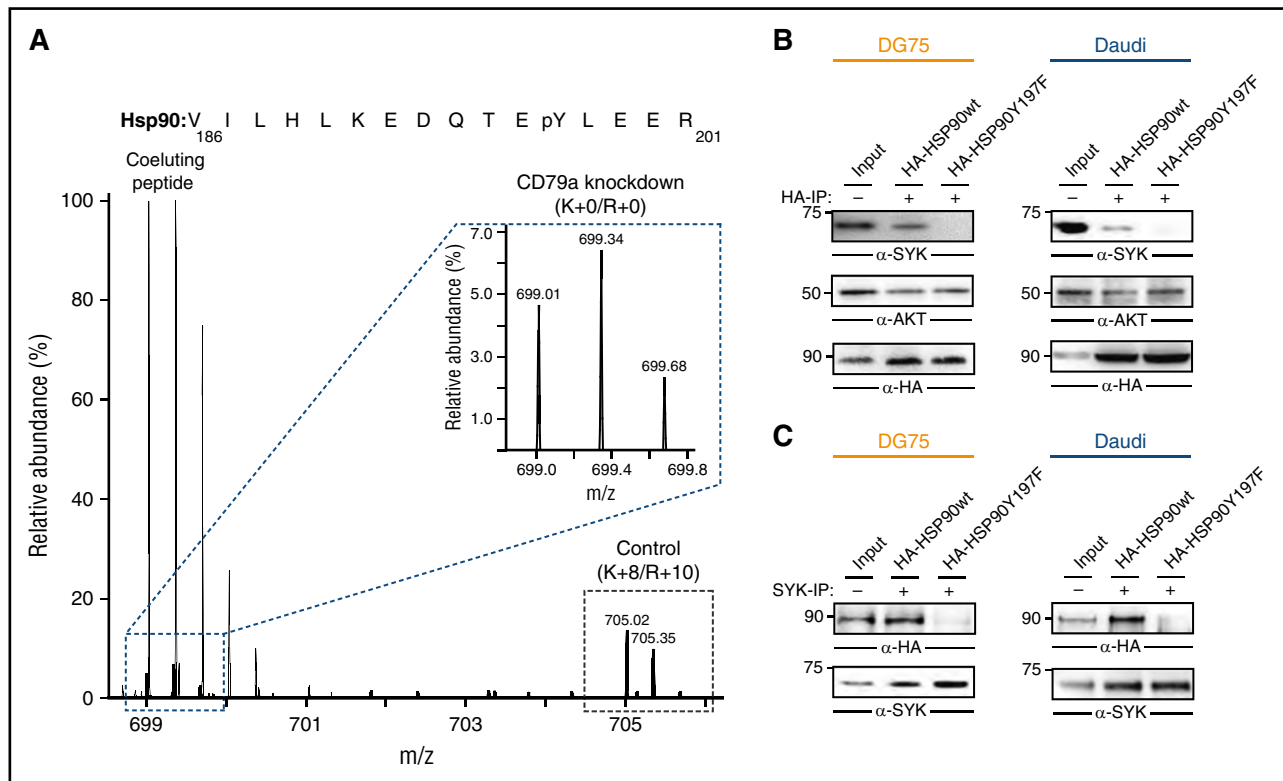 A
Hsp90:V I L H L K E D Q T E pY L E E R
186 201
Coeluting
peptide
Relative abundance (%)
100
80
60
40
20
0
699 701 703 705
m/z
CD79a knockdown
(K+0/R+0)
Relative abundance (%)
7.0
5.0
3.0
1.0
699.01
699.34
699.68
699.0 699.4 699.8
m/z
Control
(K+8/R+10)
705.02
705.35
B
DG75
Input
HA-HSP90wt
HA-HSP90Y197F
HA-IP: – + +
75
α-SYK
50
α-AKT
90
α-HA
Daudi
Input
HA-HSP90wt
HA-HSP90Y197F
– + +
75
α-SYK
50
α-AKT
90
α-HA
C
DG75
Input
HA-HSP90wt
HA-HSP90Y197F
SYK-IP: – + +
90
α-HA
75
α-SYK
Daudi
Input
HA-HSP90wt
HA-HSP90Y197F
– + +
90
α-HA
75
α-SYK